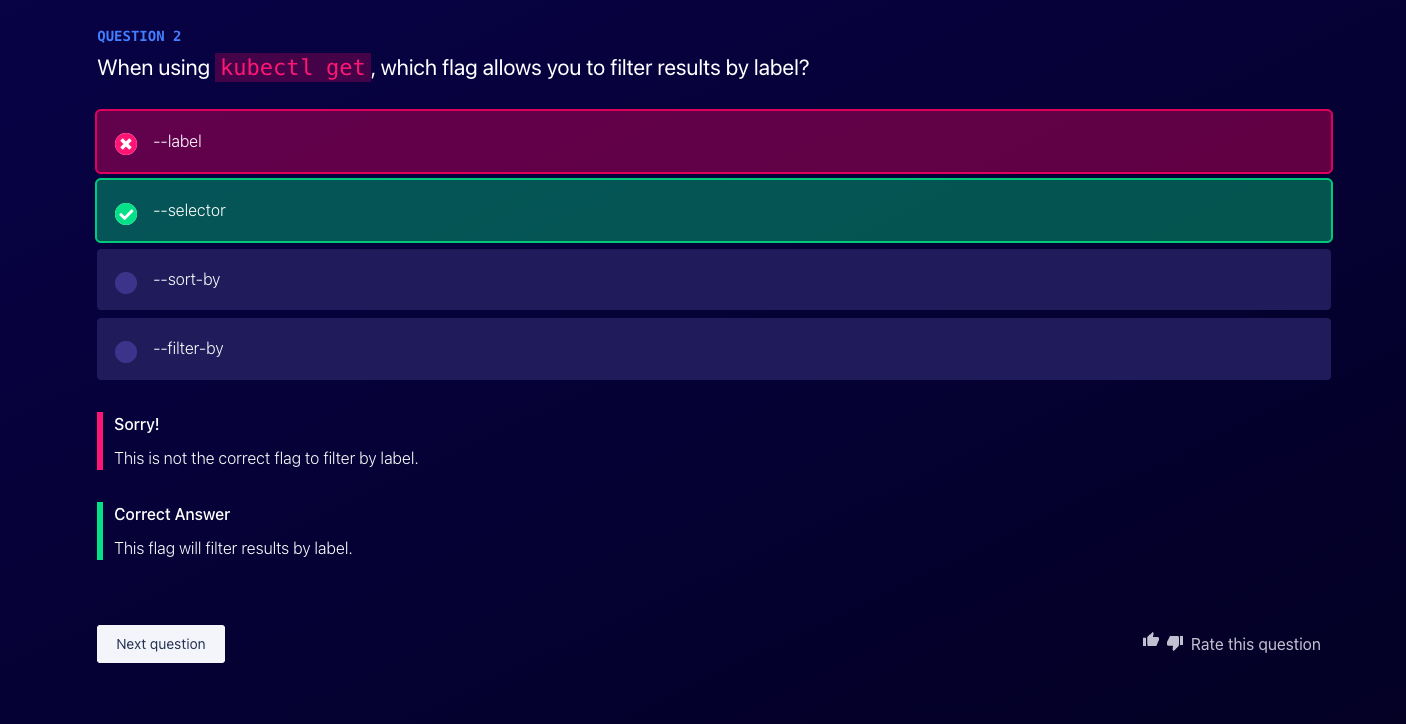 QUESTION 2
When using kubectl get, which flag allows you to filter results by label?
--label
--selector
--sort-by
--filter-by
Sorry!
This is not the correct flag to filter by label.
Correct Answer
This flag will filter results by label.
Next question
Rate this question